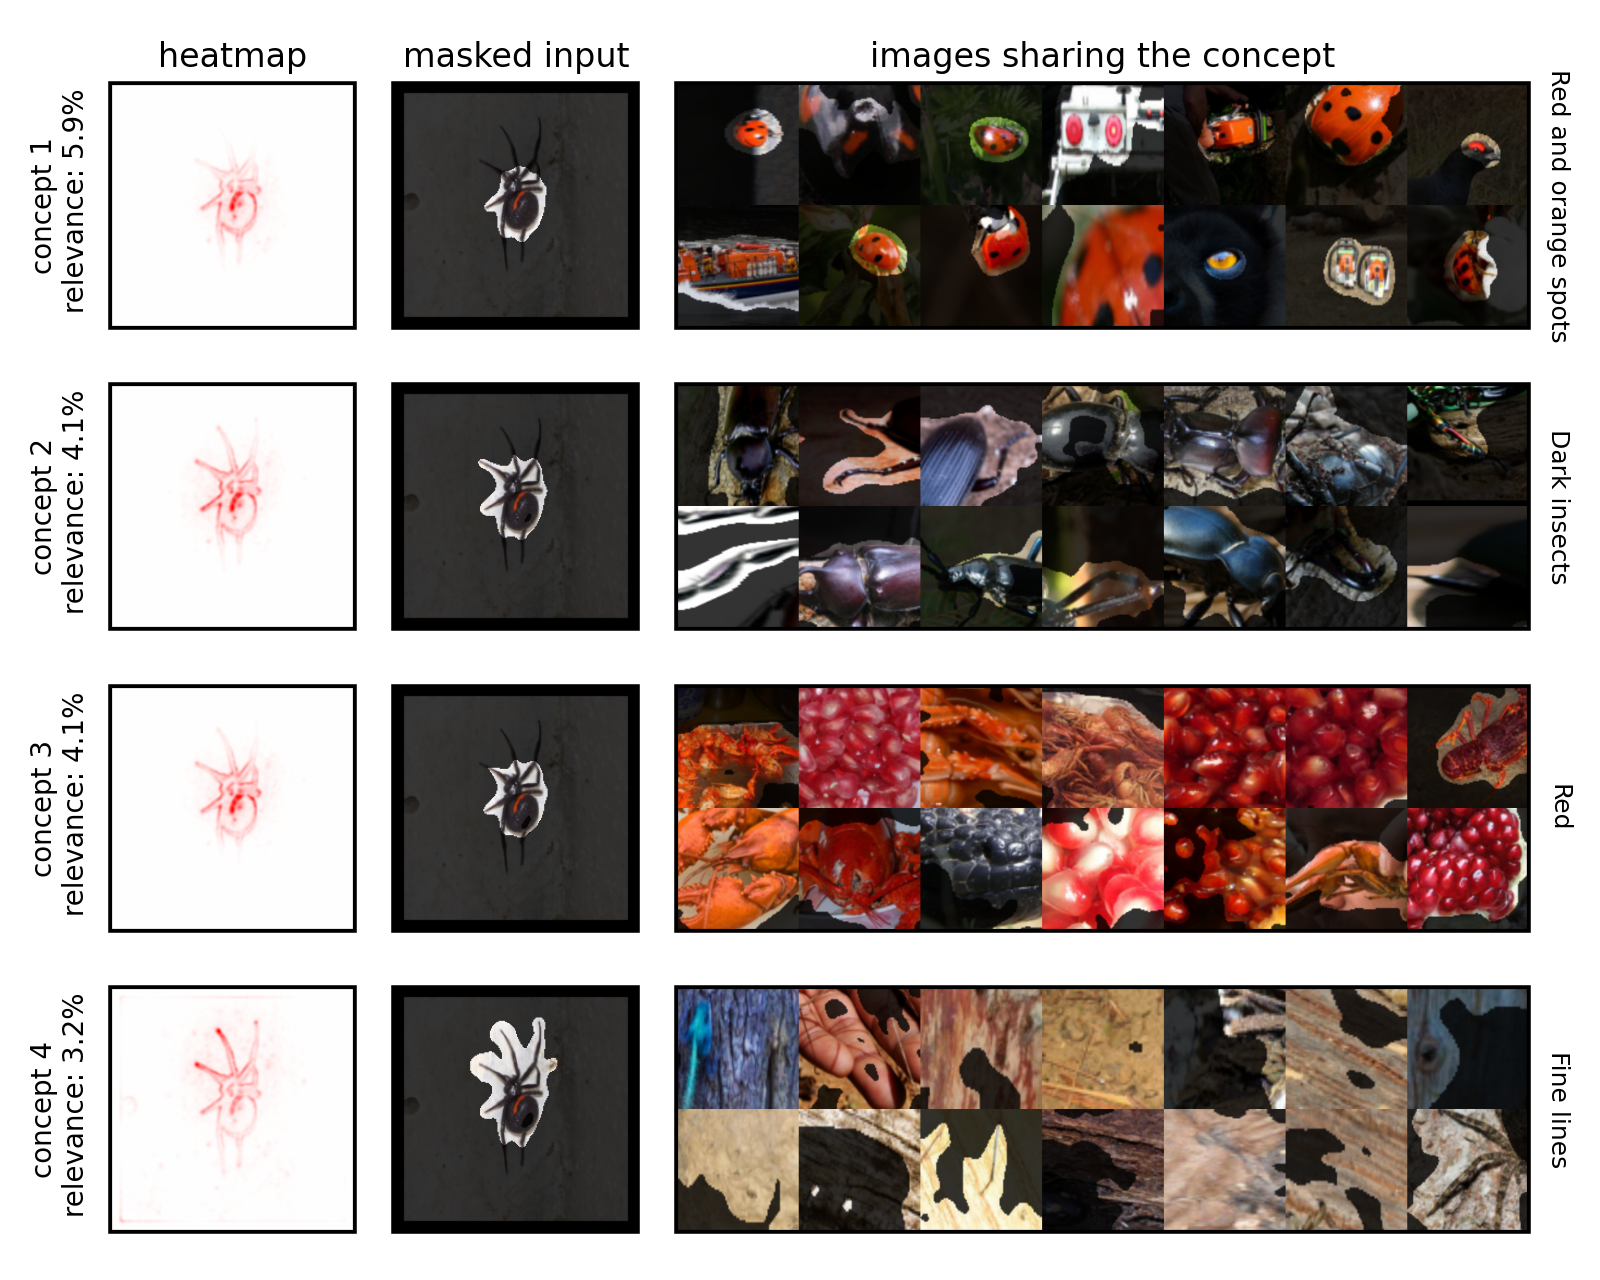 heatmap
masked input
images sharing the concept
concept 1
relevance: 5.9%
Red and orange spots
concept 2
relevance: 4.1%
Dark insects
concept 3
relevance: 4.1%
Red
concept 4
relevance: 3.2%
Fine lines